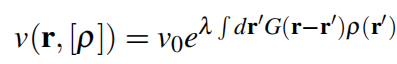 v(r, [ρ]) = v₀e^{λ ∫ dr′G(r−r′)ρ(r′)}